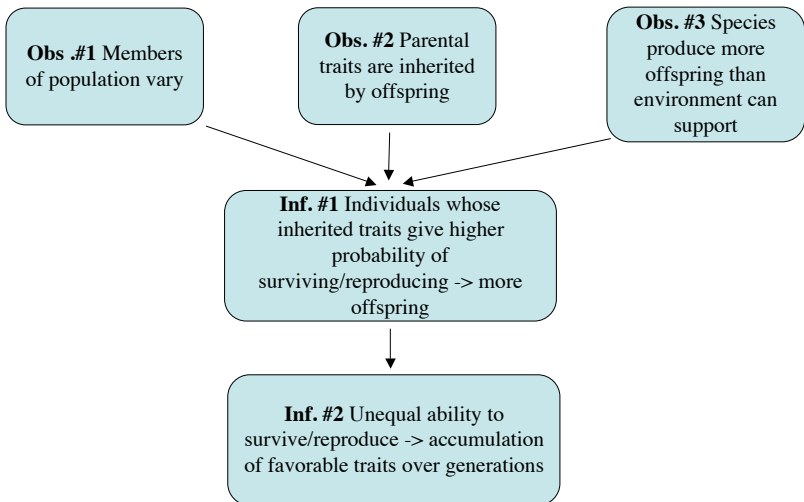 Obs .#1 Members
of population vary
Obs. #2 Parental
traits are inherited
by offspring
Obs. #3 Species
produce more
offspring than
environment can
support
Inf. #1 Individuals whose
inherited traits give higher
probability of
surviving/reproducing -> more
offspring
Inf. #2 Unequal ability to
survive/reproduce -> accumulation
of favorable traits over generations